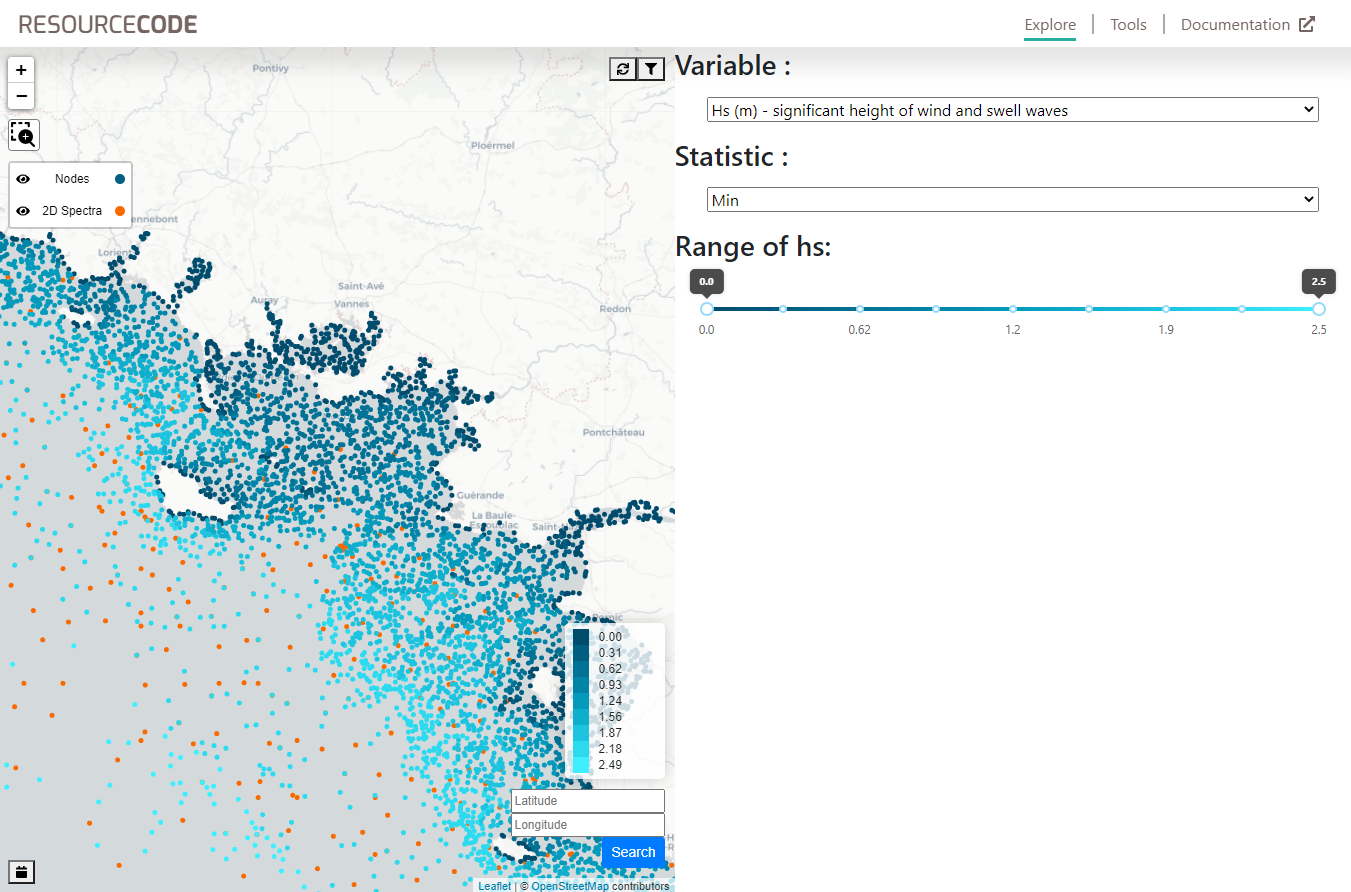 RESOURCECODE
Explore
Tools
Documentation
+
−
Nodes
2D Spectra
Pontivy
Ploërmel
ennebont
Lorient
Saint-Avé
Auray
Vannes
Redon
Pontchâteau
Guérande
La Baule-
Escoublac
Saint-
Pornic
0.00
0.31
0.62
0.93
1.24
1.56
1.87
2.18
2.49
Latitude
Longitude
Search
Leaflet | © OpenStreetMap contributors
Variable :
Hs (m) - significant height of wind and swell waves
Statistic :
Min
Range of hs:
0.0
2.5
0.0
0.62
1.2
1.9
2.5